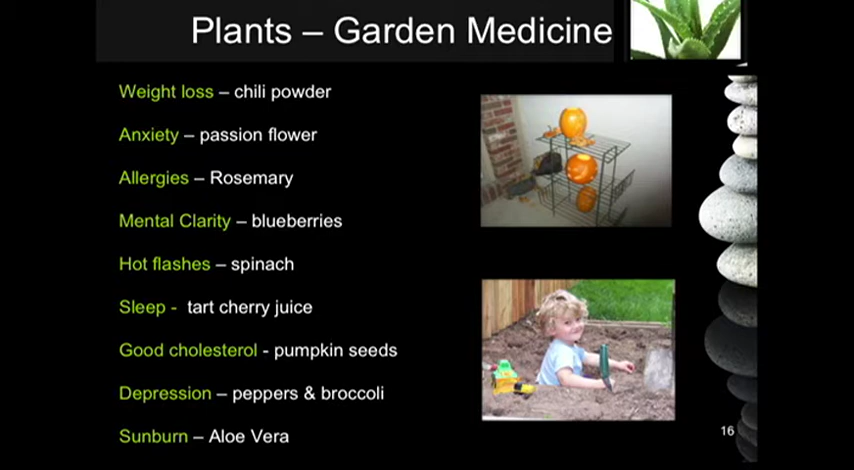 Plants – Garden Medicine
Weight loss – chili powder
Anxiety – passion flower
Allergies – Rosemary
Mental Clarity – blueberries
Hot flashes – spinach
Sleep - tart cherry juice
Good cholesterol - pumpkin seeds
Depression – peppers & broccoli
Sunburn – Aloe Vera
16